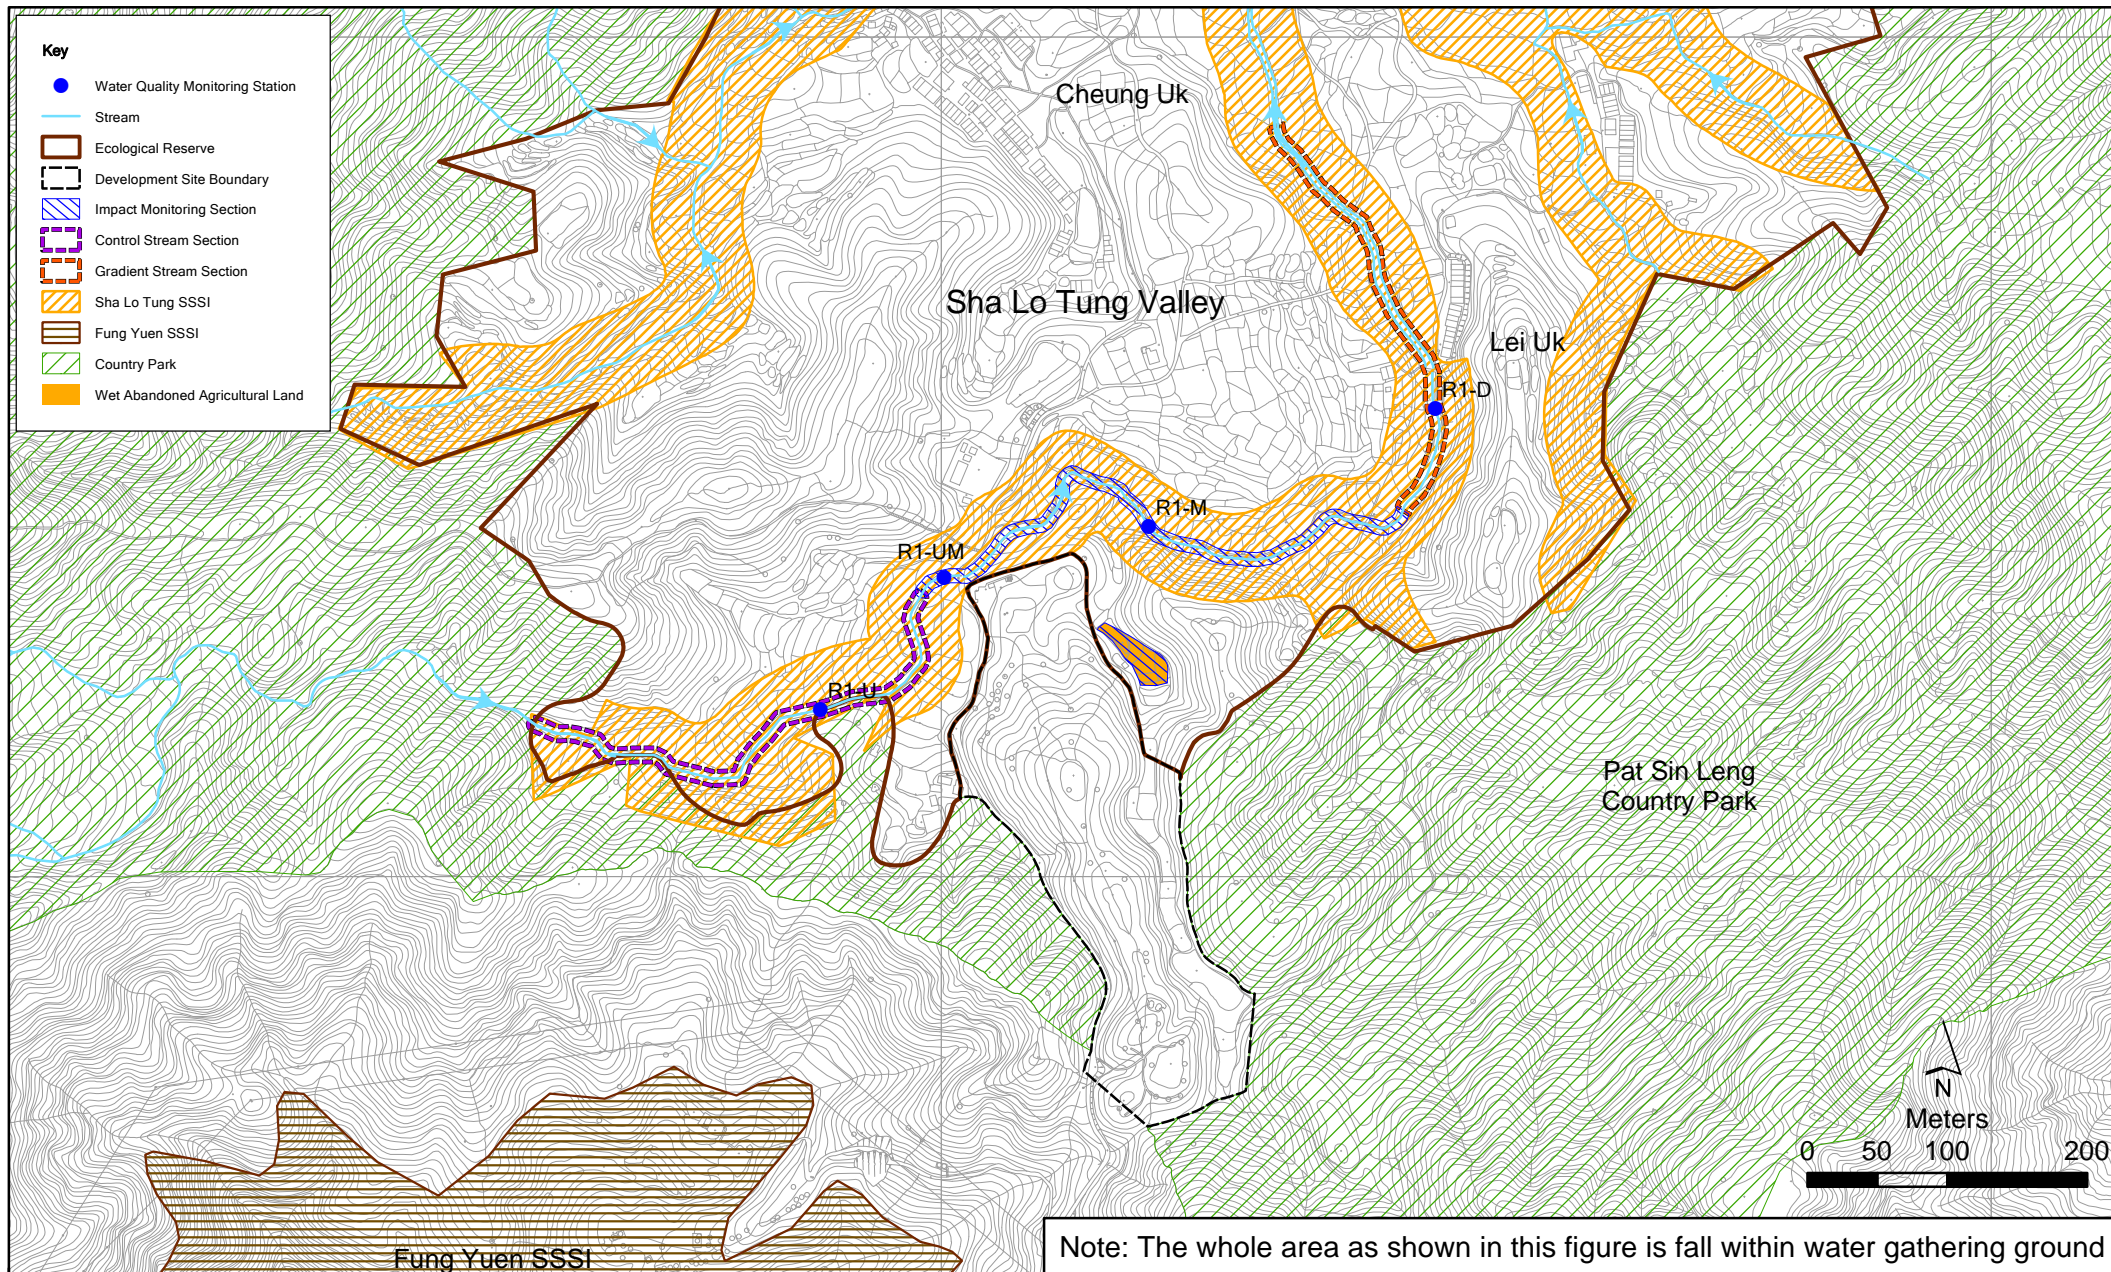 Key
Water Quality Monitoring Station
Stream
Ecological Reserve
Development Site Boundary
Impact Monitoring Section
Control Stream Section
Gradient Stream Section
Sha Lo Tung SSSI
Fung Yuen SSSI
Country Park
Wet Abandoned Agricultural Land
Cheung Uk
Sha Lo Tung Valley
Lei Uk
R1-D
R1-M
R1-UM
R1-U
Pat Sin Leng
Country Park
N
Meters
0 50 100 200
Fung Yuen SSSI
Note: The whole area as shown in this figure is fall within water gathering ground